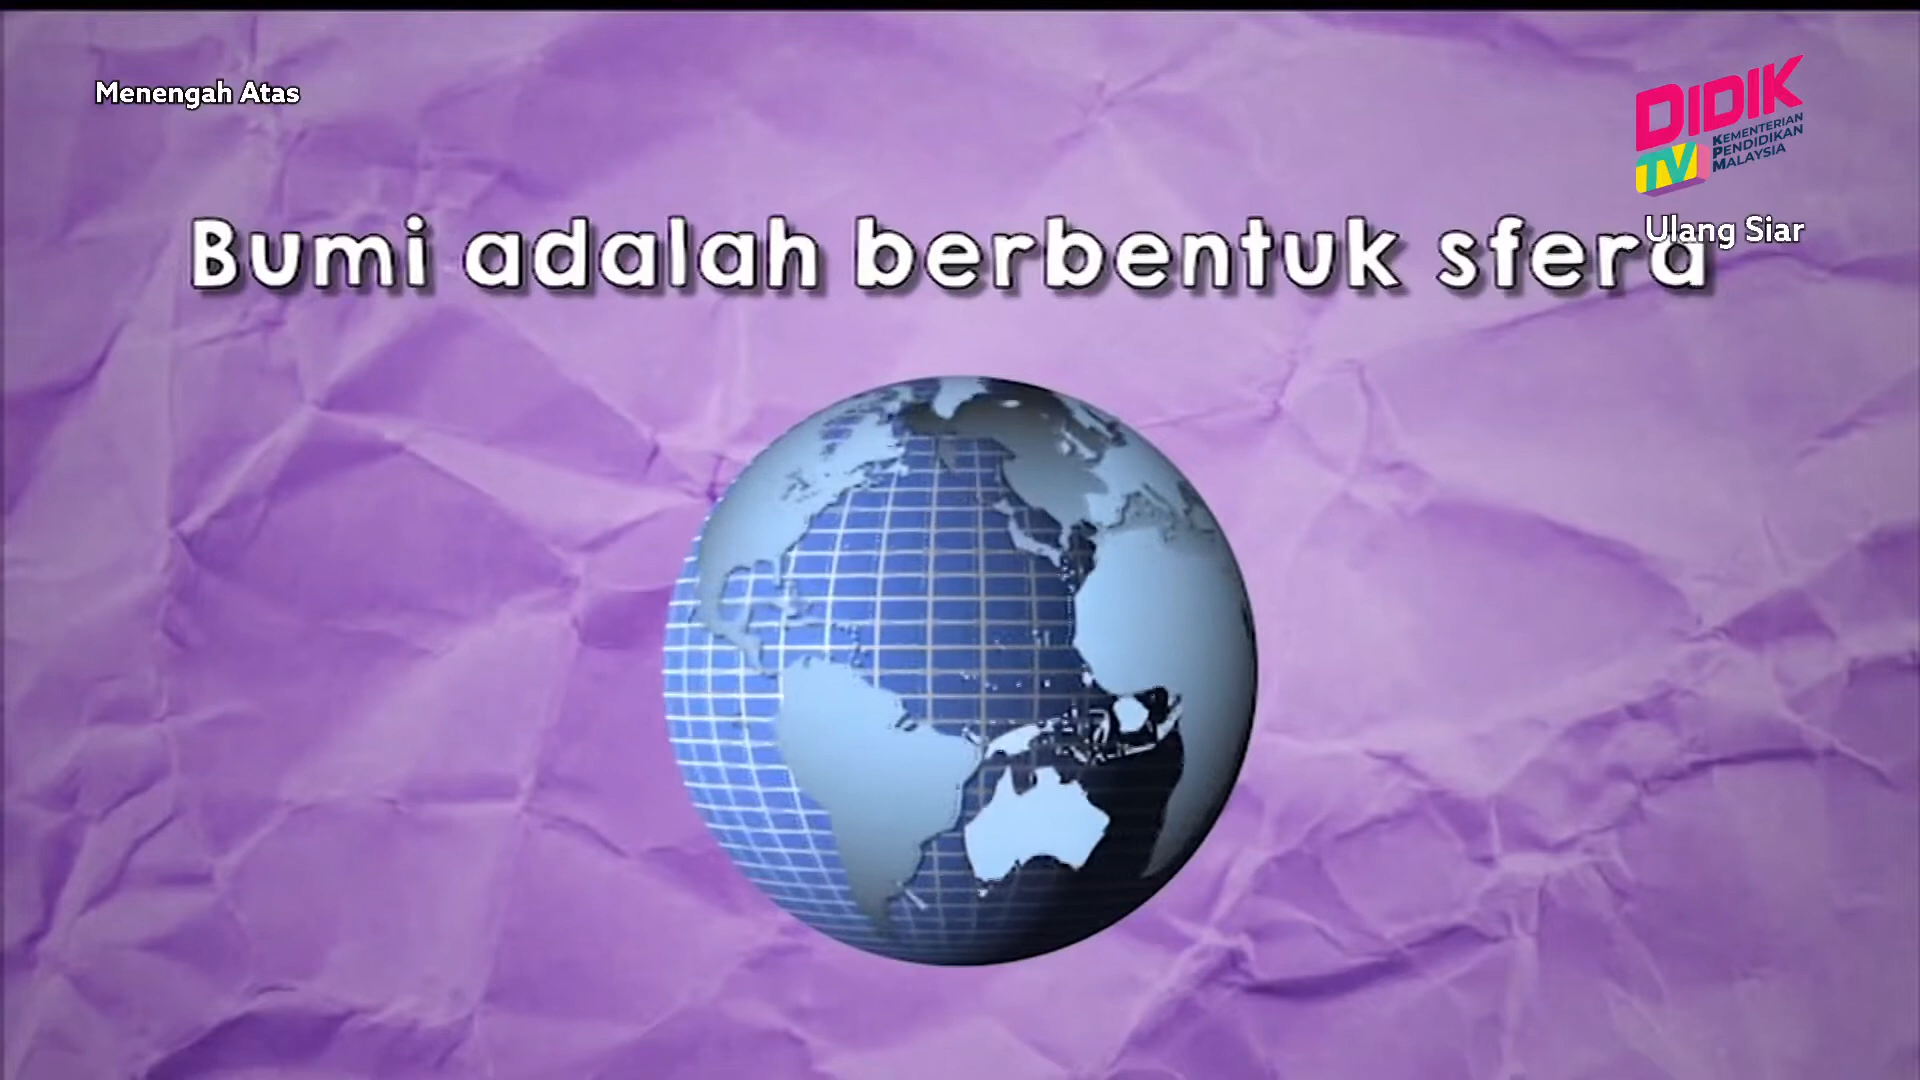 Menengah Atas
DIDIK
TV
KEMENTERIAN
PENDIDIKAN
MALAYSIA
Ulang Siar
Bumi adalah berbentuk sfera